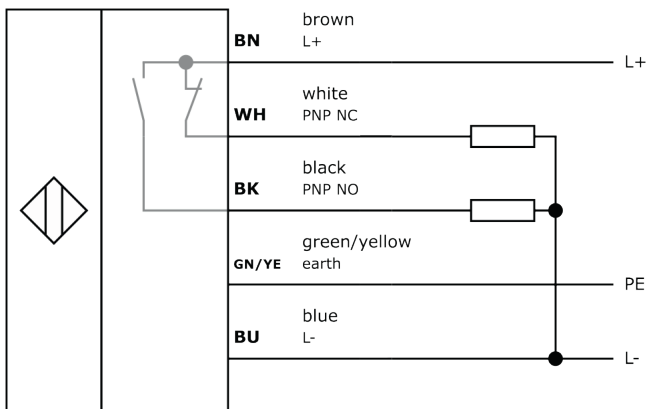 brown
BN L+
L+
white
WH PNP NC
black
BK PNP NO
green/yellow
GN/YE earth
PE
blue
BU L-
L-